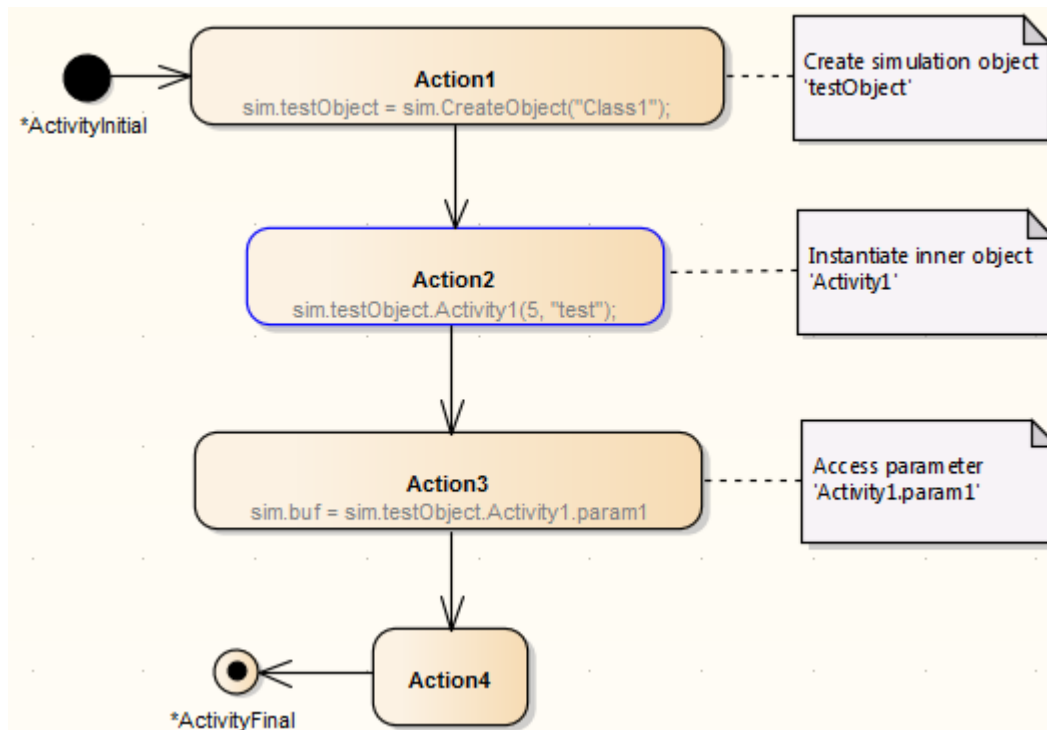 *ActivityInitial
Action1
sim.testObject = sim.CreateObject("Class1");
Create simulation object
'testObject'
Action2
sim.testObject.Activity1(5, "test");
Instantiate inner object
'Activity1'
Action3
sim.buf = sim.testObject.Activity1.param1
Access parameter
'Activity1.param1'
Action4
*ActivityFinal